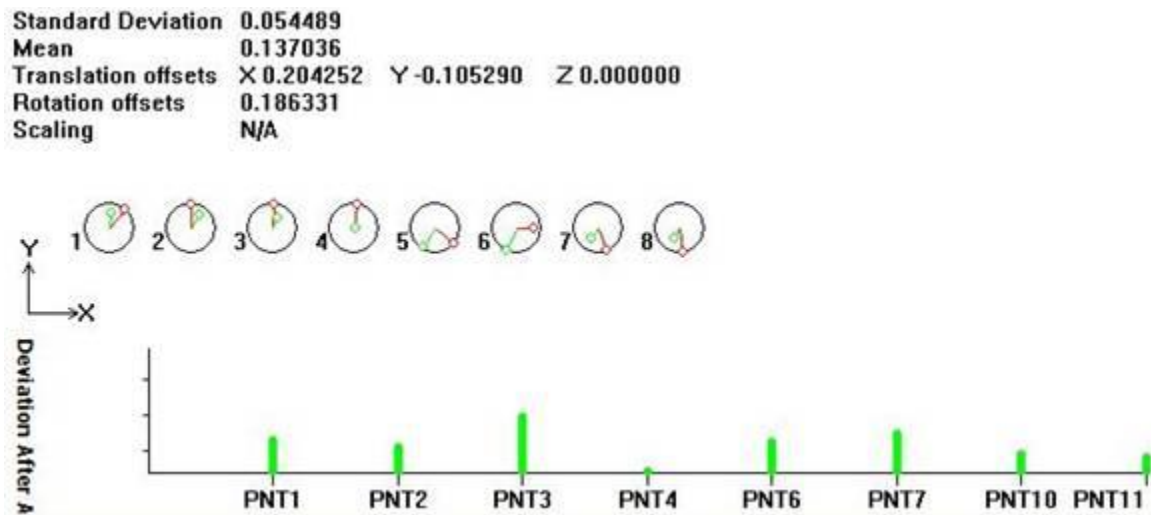 Standard Deviation 0.054489
Mean 0.137036
Translation offsets X 0.204252 Y -0.105290 Z 0.000000
Rotation offsets 0.186331
Scaling N/A
1 2 3 4 5 6 7 8
Y
X
Deviation After A
PNT1 PNT2 PNT3 PNT4 PNT6 PNT7 PNT10 PNT11